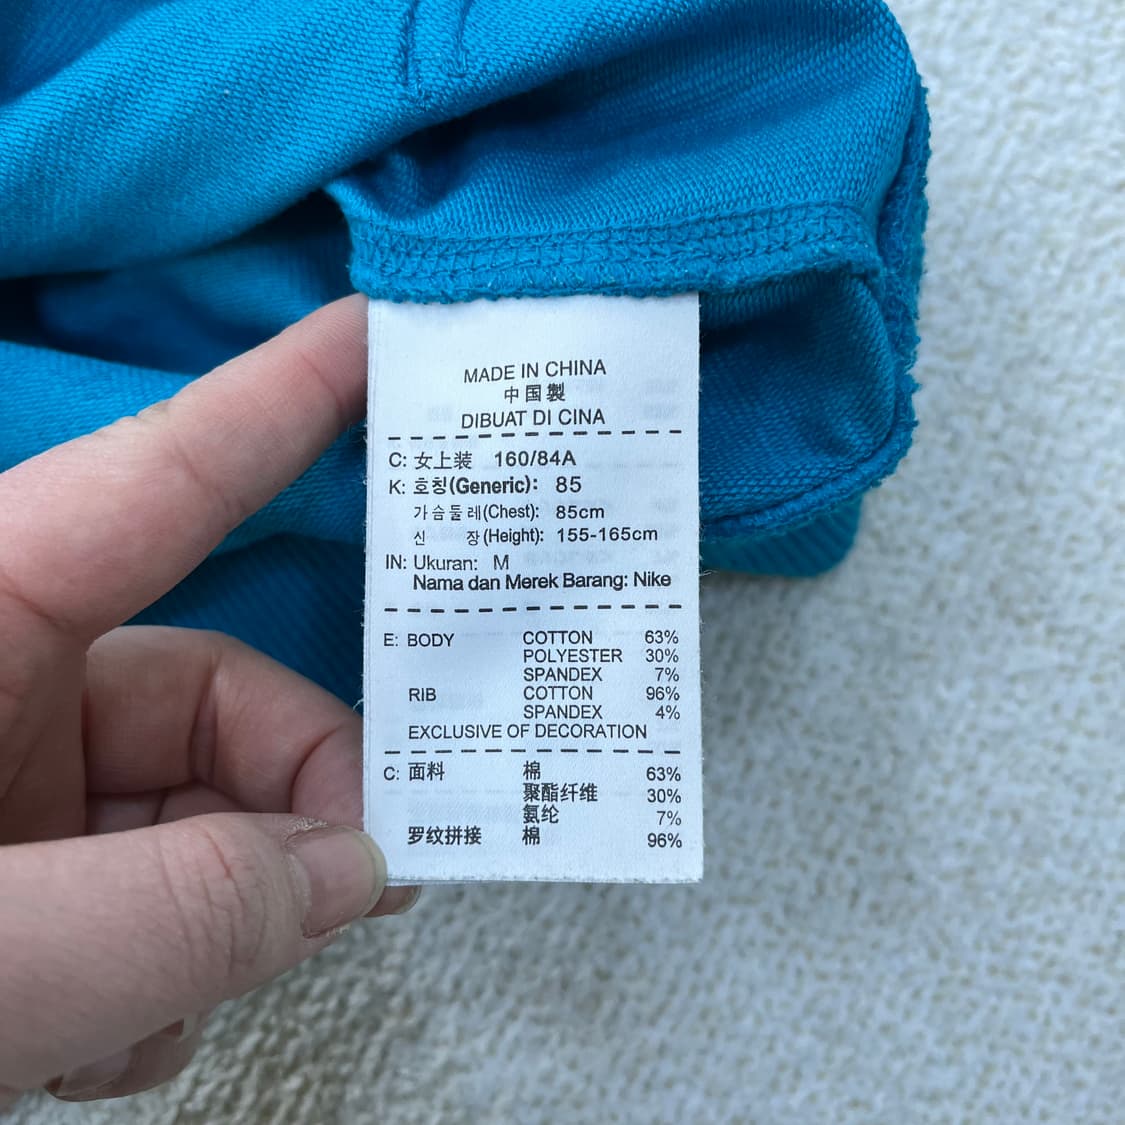 MADE IN CHINA
中国製
DIBUAT DI CINA
C: 女上装 160/84A
K: 호칭(Generic): 85
가슴둘레(Chest): 85cm
신 장(Height): 155-165cm
IN: Ukuran: M
Nama dan Merek Barang: Nike
E: BODY COTTON 63%
POLYESTER 30%
SPANDEX 7%
RIB COTTON 96%
SPANDEX 4%
EXCLUSIVE OF DECORATION
C: 面料 棉 63%
聚酯纤维 30%
氨纶 7%
罗纹拼接 棉 96%